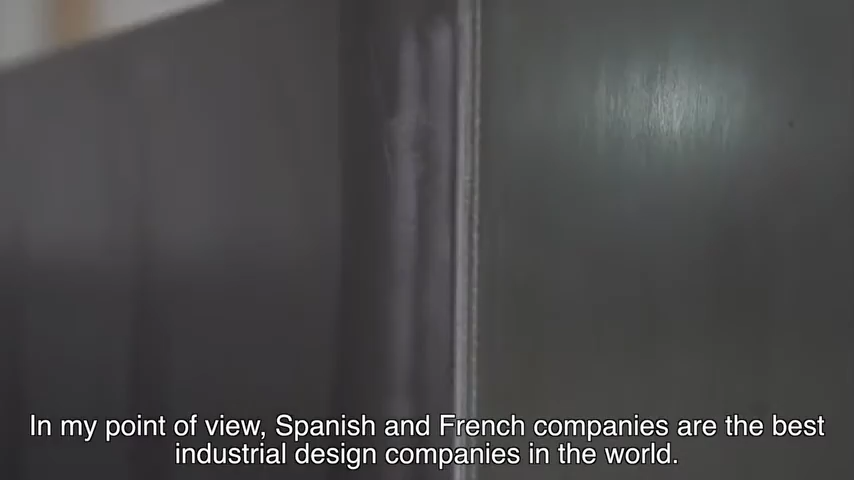 In my point of view, Spanish and French companies are the best
industrial design companies in the world.